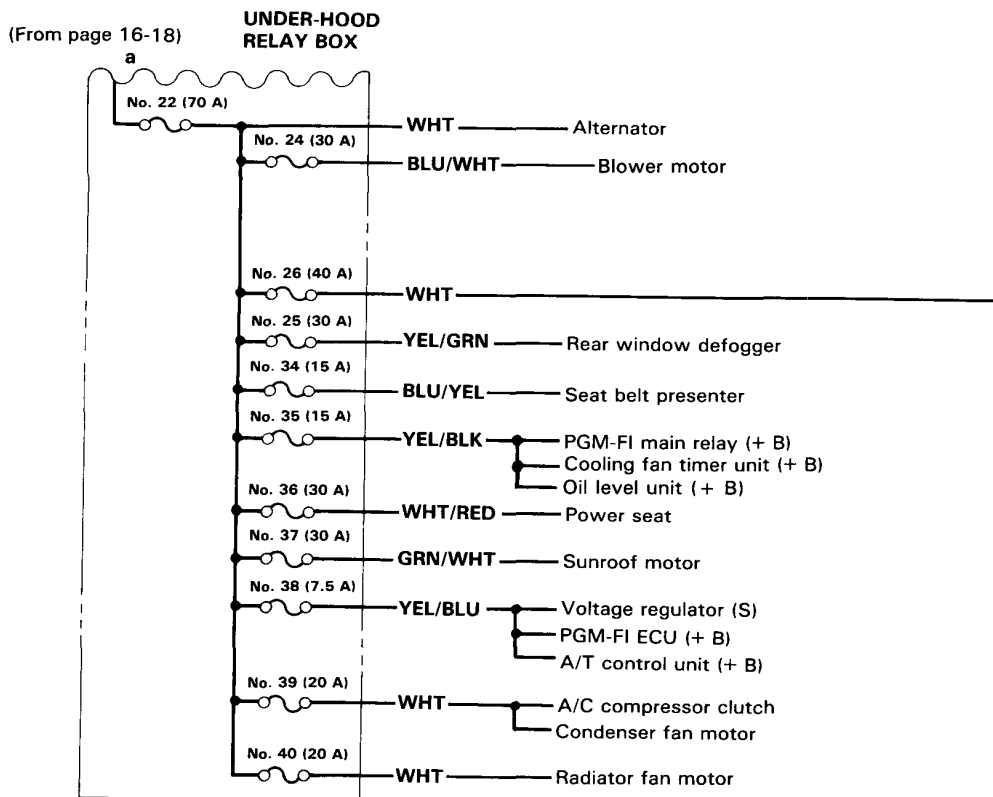 (From page 16-18)
UNDER-HOOD
RELAY BOX
a
No. 22 (70 A)
WHT
Alternator
No. 24 (30 A)
BLU/WHT
Blower motor
No. 26 (40 A)
WHT
No. 25 (30 A)
YEL/GRN
Rear window defogger
No. 34 (15 A)
BLU/YEL
Seat belt presenter
No. 35 (15 A)
YEL/BLK
PGM-FI main relay (+ B)
Cooling fan timer unit (+ B)
Oil level unit (+ B)
No. 36 (30 A)
WHT/RED
Power seat
No. 37 (30 A)
GRN/WHT
Sunroof motor
No. 38 (7.5 A)
YEL/BLU
Voltage regulator (S)
PGM-FI ECU (+ B)
A/T control unit (+ B)
No. 39 (20 A)
WHT
A/C compressor clutch
Condenser fan motor
No. 40 (20 A)
WHT
Radiator fan motor